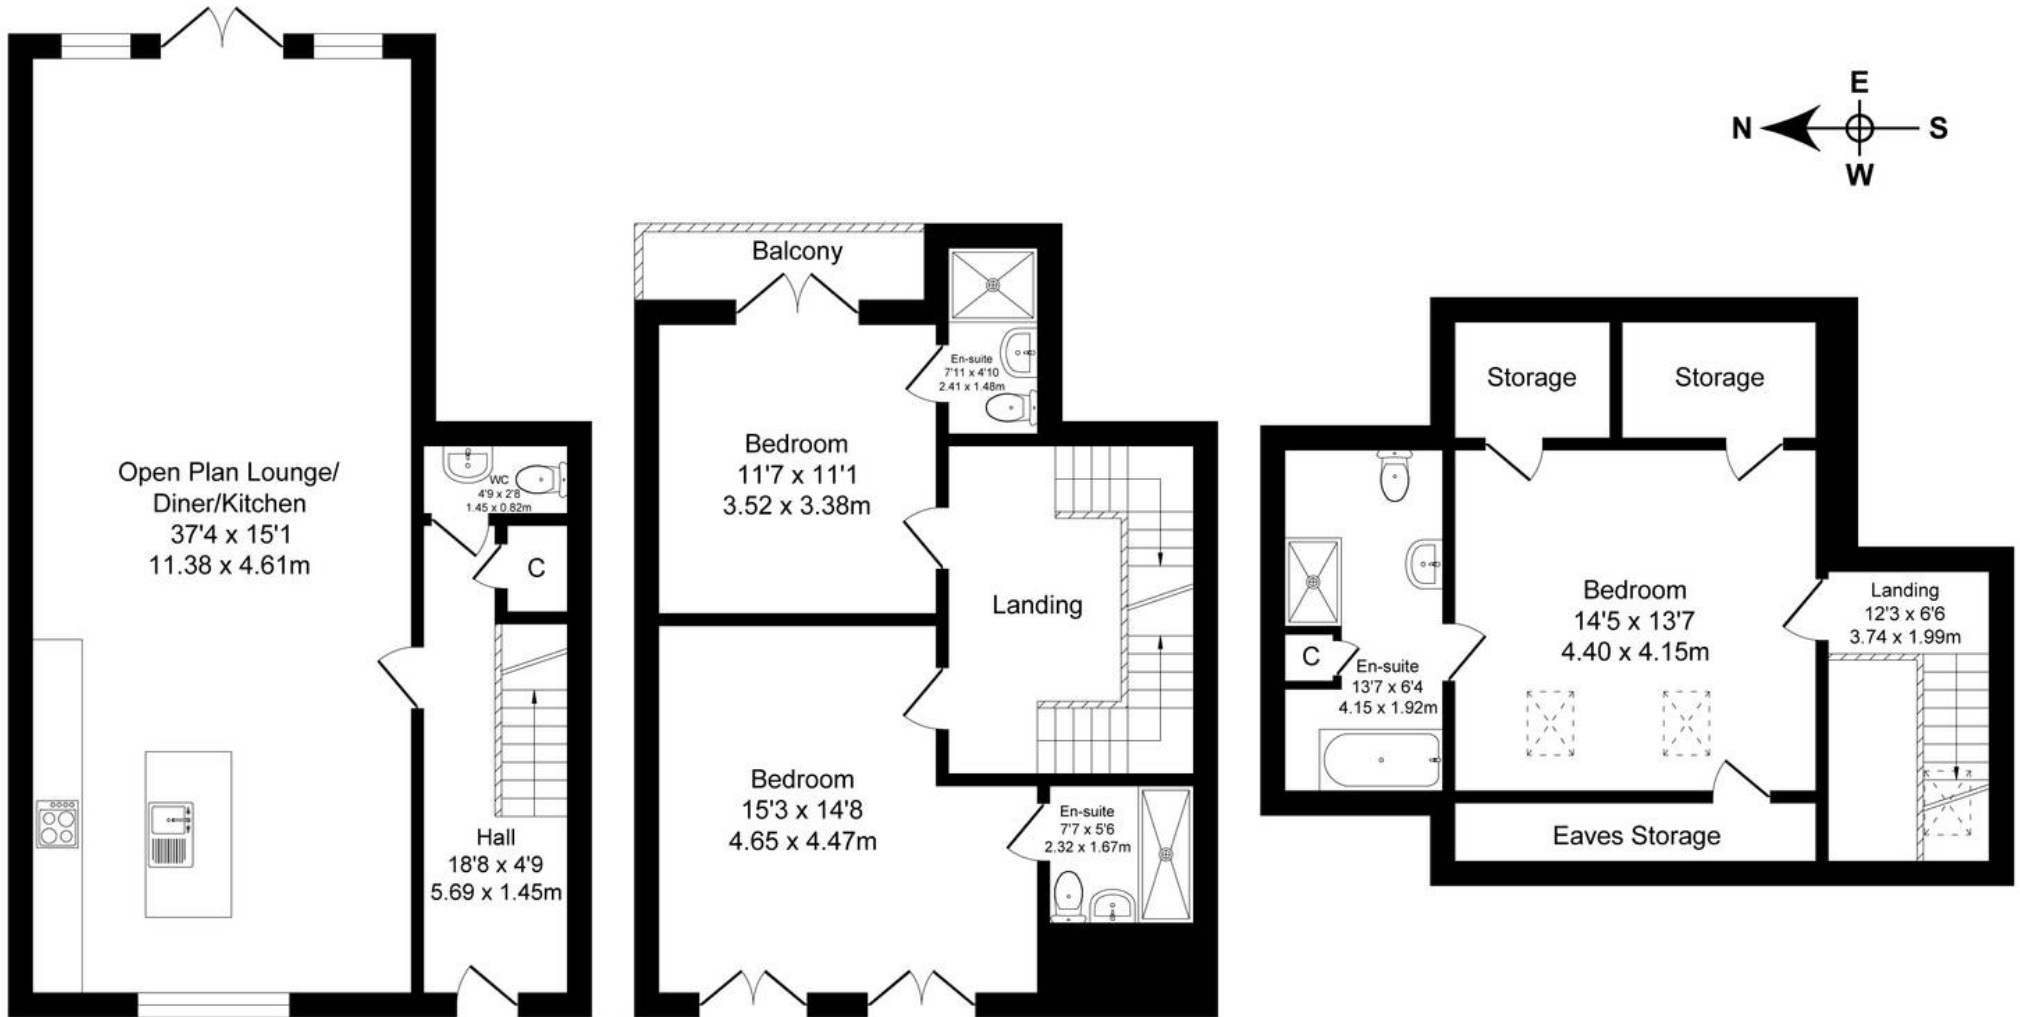 Open Plan Lounge/
Diner/Kitchen
37'4 x 15'1
11.38 x 4.61m
WC
4'9 x 2'8
1.45 x 0.82m
C
Hall
18'8 x 4'9
5.69 x 1.45m
Balcony
En-suite
7'11 x 4'10
2.41 x 1.48m
Bedroom
11'7 x 11'1
3.52 x 3.38m
Landing
Bedroom
15'3 x 14'8
4.65 x 4.47m
En-suite
7'7 x 5'6
2.32 x 1.67m
E
N
S
W
Storage
Storage
Bedroom
14'5 x 13'7
4.40 x 4.15m
Landing
12'3 x 6'6
3.74 x 1.99m
C
En-suite
13'7 x 6'4
4.15 x 1.92m
Eaves Storage